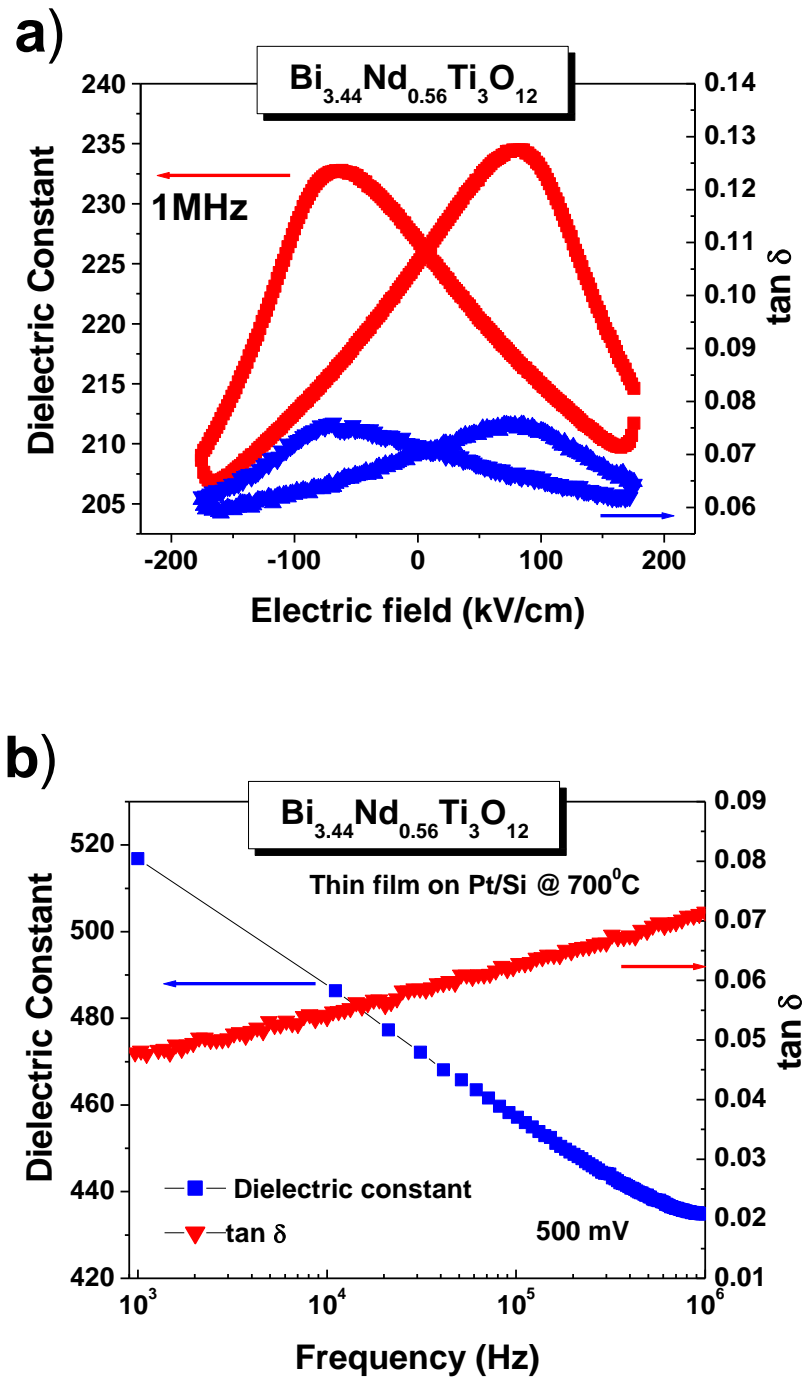 a)
Bi3.44Nd0.56Ti3O12
240
235
230
225
220
215
210
205
Dielectric Constant
1MHz
0.14
0.13
0.12
0.11
0.10
0.09
0.08
0.07
0.06
tan δ
-200 -100 0 100 200
Electric field (kV/cm)
b)
Bi3.44Nd0.56Ti3O12
Thin film on Pt/Si @ 700⁰C
520
500
480
460
440
420
Dielectric Constant
0.09
0.08
0.07
0.06
0.05
0.04
0.03
0.02
0.01
tan δ
Dielectric constant
tan δ
500 mV
10³ 10⁴ 10⁵ 10⁶
Frequency (Hz)